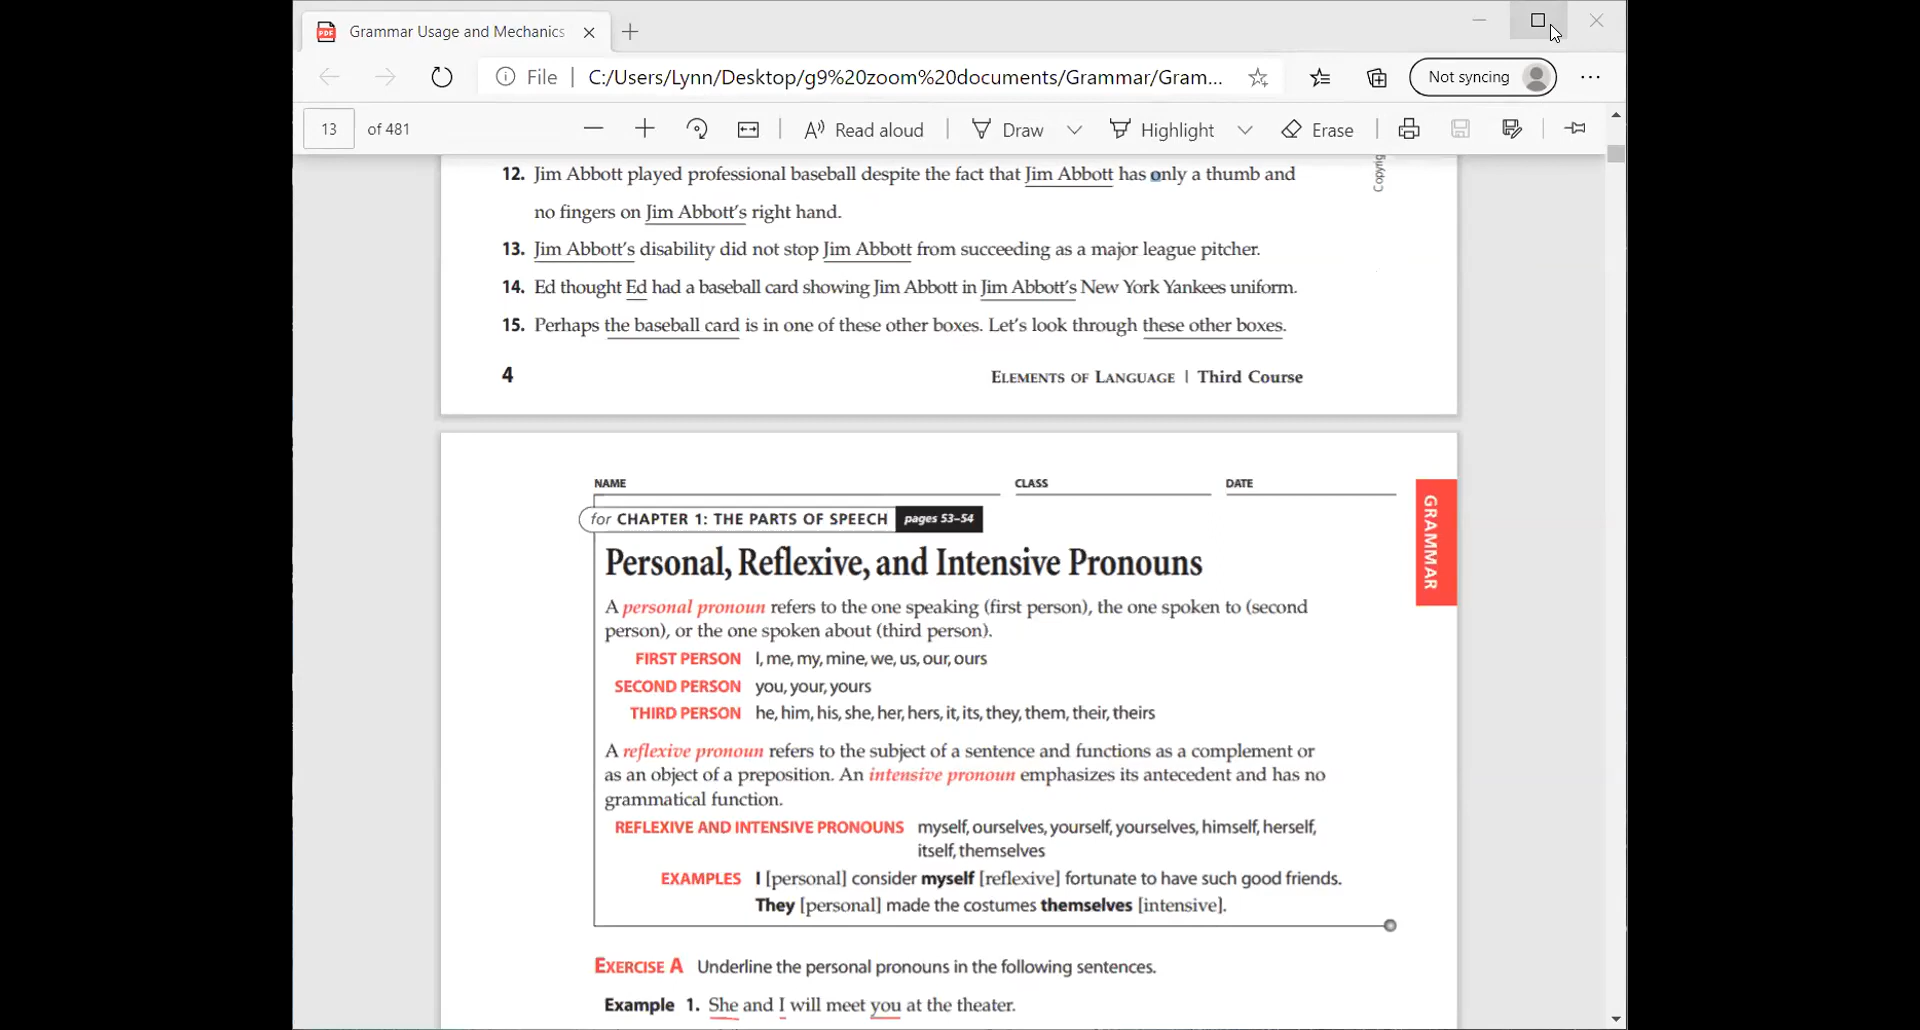 Grammar Usage and Mechanics
File
C:/Users/Lynn/Desktop/g9%20zoom%20documents/Grammar/Gram...
Not syncing
13 of 481
Read aloud
Draw
Highlight
Erase
12. Jim Abbott played professional baseball despite the fact that Jim Abbott has only a thumb and
no fingers on Jim Abbott's right hand.
Copyrig
13. Jim Abbott's disability did not stop Jim Abbott from succeeding as a major league pitcher.
14. Ed thought Ed had a baseball card showing Jim Abbott in Jim Abbott's New York Yankees uniform.
15. Perhaps the baseball card is in one of these other boxes. Let's look through these other boxes.
4
ELEMENTS OF LANGUAGE | Third Course
NAME CLASS DATE
GRAMMAR
for CHAPTER 1: THE PARTS OF SPEECH pages 53–54
Personal, Reflexive, and Intensive Pronouns
A personal pronoun refers to the one speaking (first person), the one spoken to (second
person), or the one spoken about (third person).
FIRST PERSON I, me, my, mine, we, us, our, ours
SECOND PERSON you, your, yours
THIRD PERSON he, him, his, she, her, hers, it, its, they, them, their, theirs
A reflexive pronoun refers to the subject of a sentence and functions as a complement or
as an object of a preposition. An intensive pronoun emphasizes its antecedent and has no
grammatical function.
REFLEXIVE AND INTENSIVE PRONOUNS myself, ourselves, yourself, yourselves, himself, herself,
itself, themselves
EXAMPLES I [personal] consider myself [reflexive] fortunate to have such good friends.
They [personal] made the costumes themselves [intensive].
EXERCISE A Underline the personal pronouns in the following sentences.
Example 1. She and I will meet you at the theater.